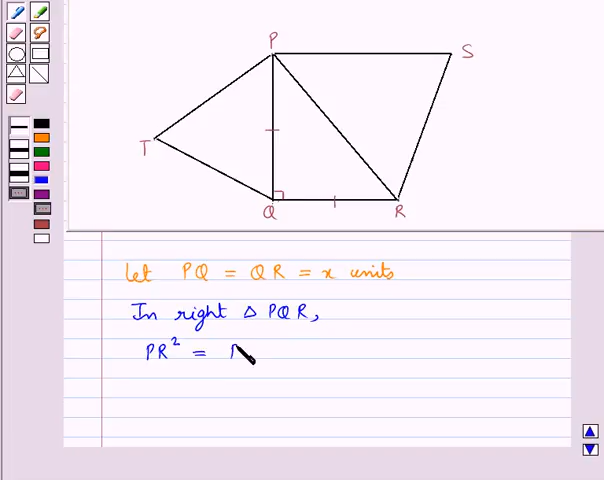 P
S
T
Q
R
Let PQ = QR = x units
In right Δ PQR,
PR² =